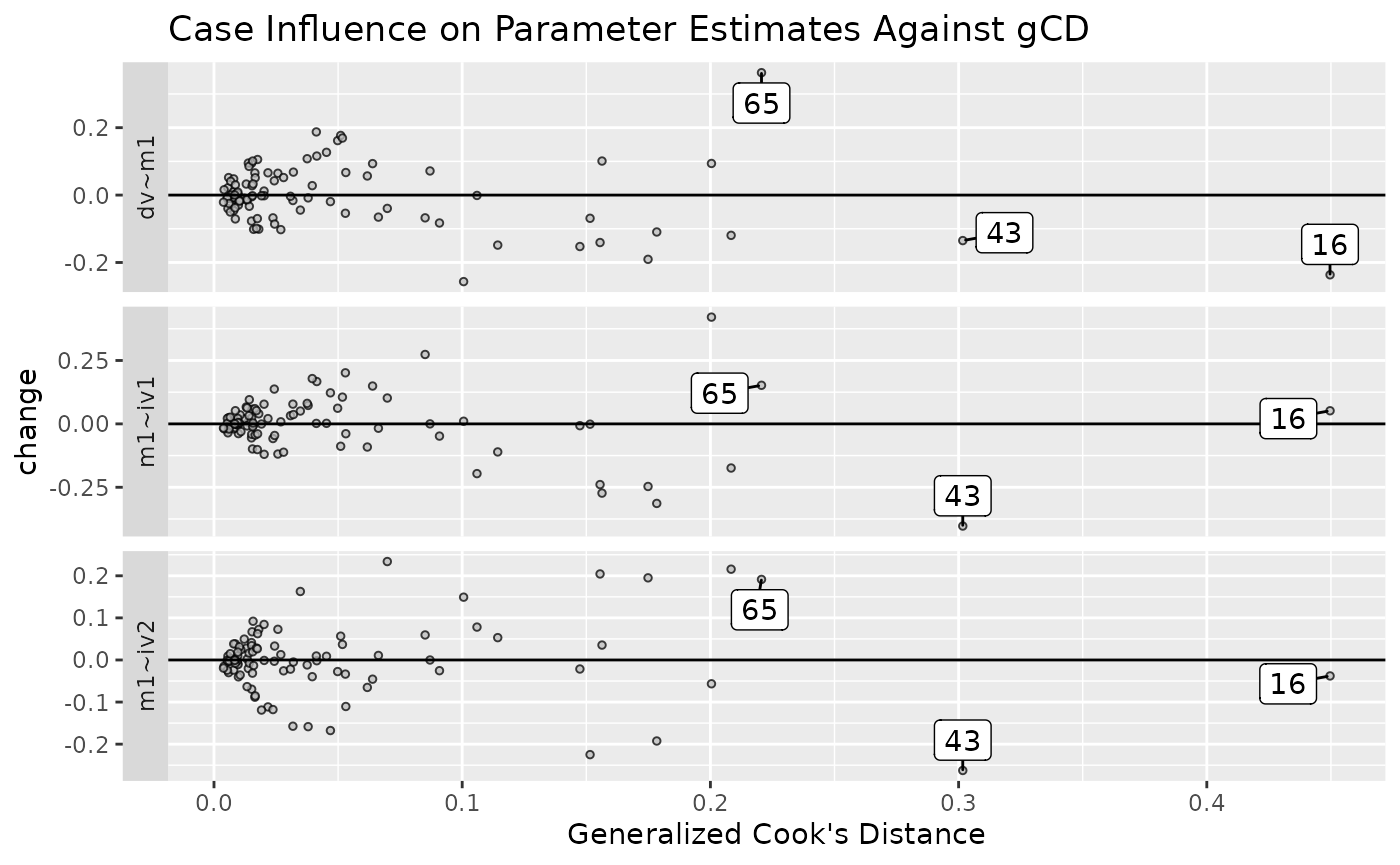 Case Influence on Parameter Estimates Against gCD
change
dv~m1
0.2
0.0
-0.2
65
43
16
m1~iv1
0.25
0.00
-0.25
65
16
43
m1~iv2
0.2
0.1
0.0
-0.1
-0.2
65
16
43
0.0 0.1 0.2 0.3 0.4
Generalized Cook's Distance